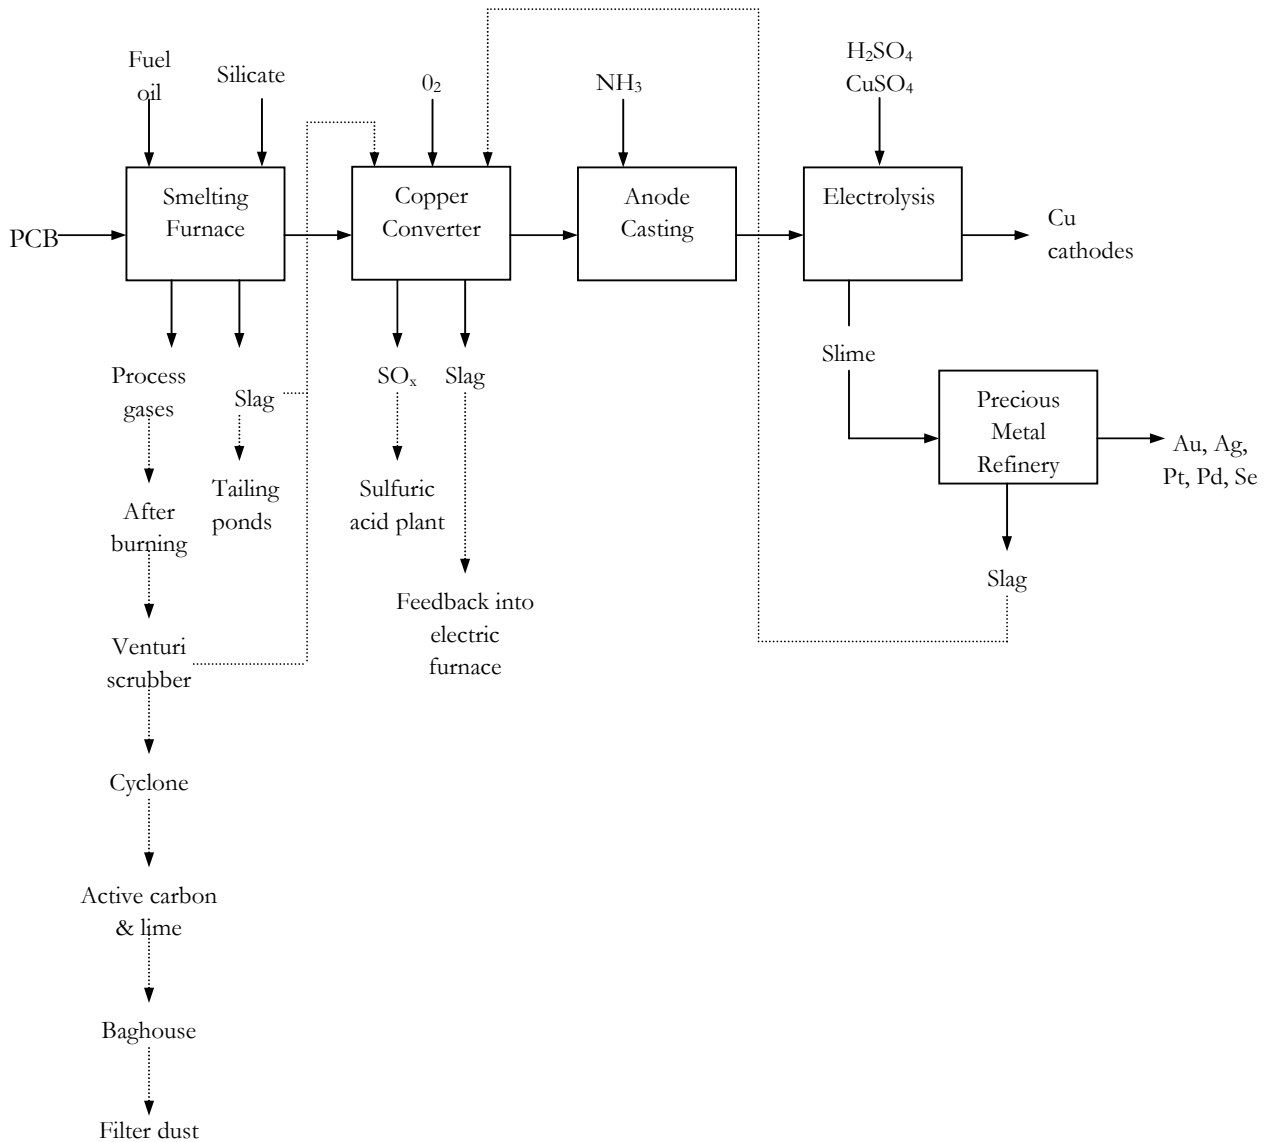 Fuel
oil
Silicate
0₂
NH₃
H₂SO₄
CuSO₄
PCB
Smelting
Furnace
Copper
Converter
Anode
Casting
Electrolysis
Cu
cathodes
Process
gases
Slag
SOₓ
Slag
Slime
Precious
Metal
Refinery
Au, Ag,
Pt, Pd, Se
After
burning
Tailing
ponds
Sulfuric
acid plant
Slag
Feedback into
electric
furnace
Venturi
scrubber
Cyclone
Active carbon
& lime
Baghouse
Filter dust